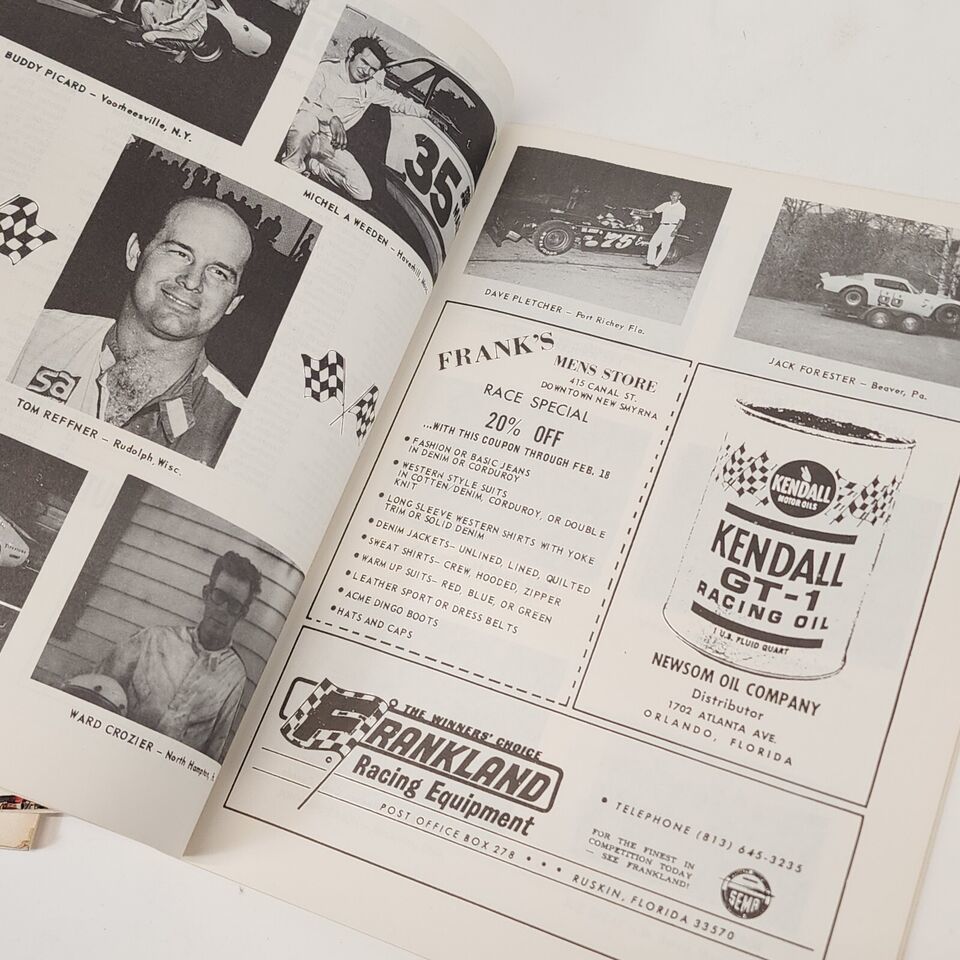 BUDDY PICARD – Voorheesville, N.Y.
35
MICHEL A WEEDEN – Haverhill, Mass.
sa
TOM REFFNER – Rudolph, Wisc.
Firestone
WARD CROZIER – North Hampton,
75
DAVE PLETCHER – Port Richey Fla.
JACK FORESTER – Beaver, Pa.
FRANK'S
MENS STORE
415 CANAL ST.
DOWNTOWN NEW SMYRNA
RACE SPECIAL
20% OFF
...WITH THIS COUPON THROUGH FEB. 18
• FASHION OR BASIC JEANS
IN DENIM OR CORDUROY
• WESTERN STYLE SUITS
IN COTTEN/DENIM, CORDUROY, OR DOUBLE
KNIT
• LONG SLEEVE WESTERN SHIRTS WITH YOKE
TRIM OR SOLID DENIM
• DENIM JACKETS– UNLINED, LINED, QUILTED
• SWEAT SHIRTS– CREW, HOODED, ZIPPER
• WARM UP SUITS– RED, BLUE, OR GREEN
• LEATHER SPORT OR DRESS BELTS
• ACME DINGO BOOTS
• HATS AND CAPS
KENDALL
MOTOR OILS
KENDALL
GT-1
RACING OIL
1 U.S. FLUID QUART
NEWSOM OIL COMPANY
Distributor
1702 ATLANTA AVE.
ORLANDO, FLORIDA
THE WINNERS' CHOICE
FRANKLAND
Racing Equipment
POST OFFICE BOX 278 • • • RUSKIN, FLORIDA 33570
• TELEPHONE (813) 645-3235
FOR THE FINEST IN
COMPETITION TODAY
— SEE FRANKLAND!
SEMA